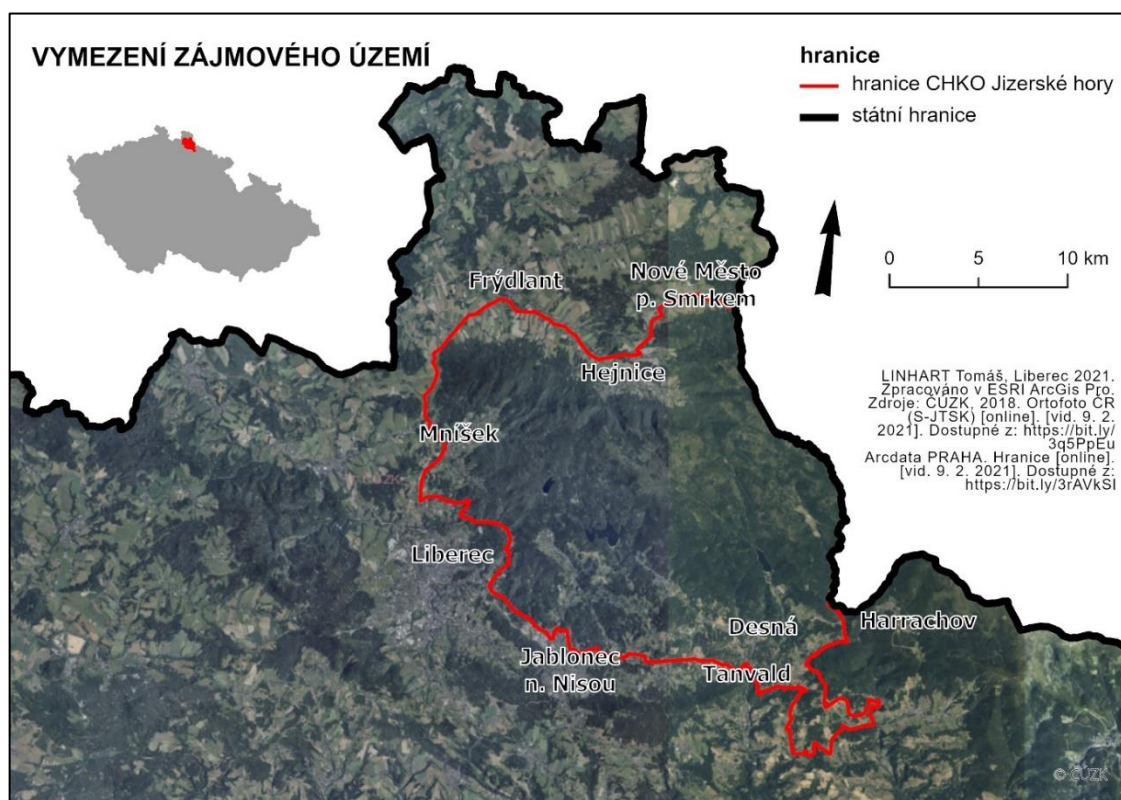 VYMEZENÍ ZÁJMOVÉHO ÚZEMÍ
hranice
hranice CHKO Jizerské hory
státní hranice
0 5 10 km
Frýdlant
Nové Město
p. Smrkem
Hejnice
LINHART Tomáš, Liberec 2021.
Zpracováno v ESRI ArcGis Pro.
Zdroje: ČÚZK, 2018. Ortofoto ČR
(S-JTSK) [online]. [vid. 9. 2.
2021]. Dostupné z: https://bit.ly/
3q5PpEu
Arcdata PRAHA. Hranice [online].
[vid. 9. 2. 2021]. Dostupné z:
https://bit.ly/3rAVkSI
Mníšek
ČÚZK
Liberec
Desná
Harrachov
Jablonec
n. Nisou
Tanvald
© ČÚZK